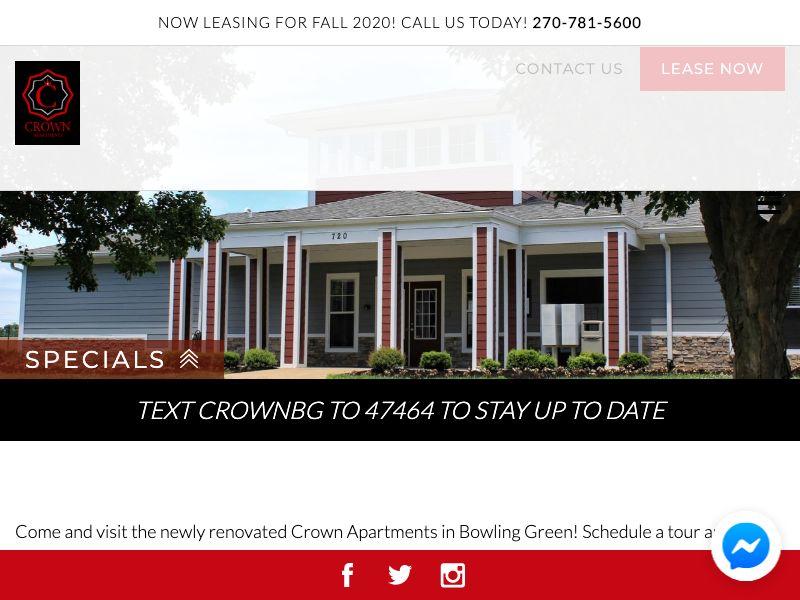 NOW LEASING FOR FALL 2020! CALL US TODAY! 270-781-5600
CONTACT US
LEASE NOW
C
CROWN
720
SPECIALS
TEXT CROWNBG TO 47464 TO STAY UP TO DATE
Come and visit the newly renovated Crown Apartments in Bowling Green! Schedule a tour